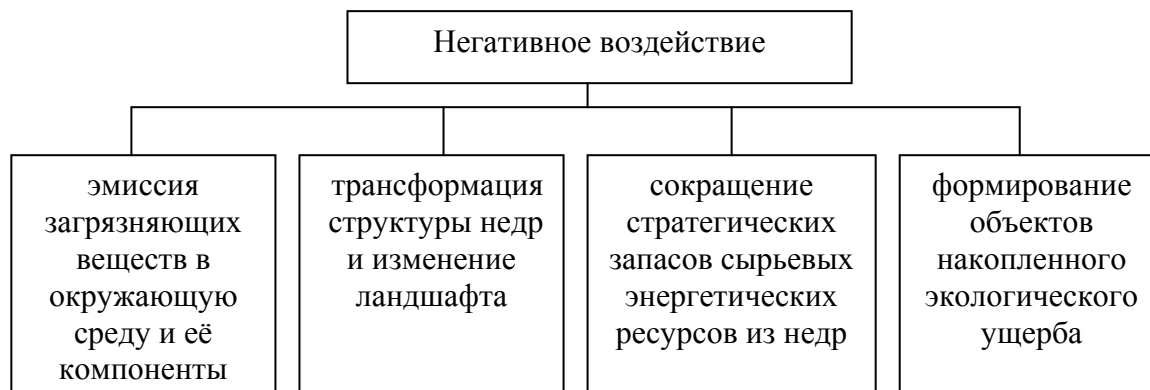 Негативное воздействие
эмиссия
загрязняющих
веществ в
окружающую
среду и её
компоненты
трансформация
структуры недр
и изменение
ландшафта
сокращение
стратегических
запасов сырьевых
энергетических
ресурсов из недр
формирование
объектов
накопленного
экологического
ущерба